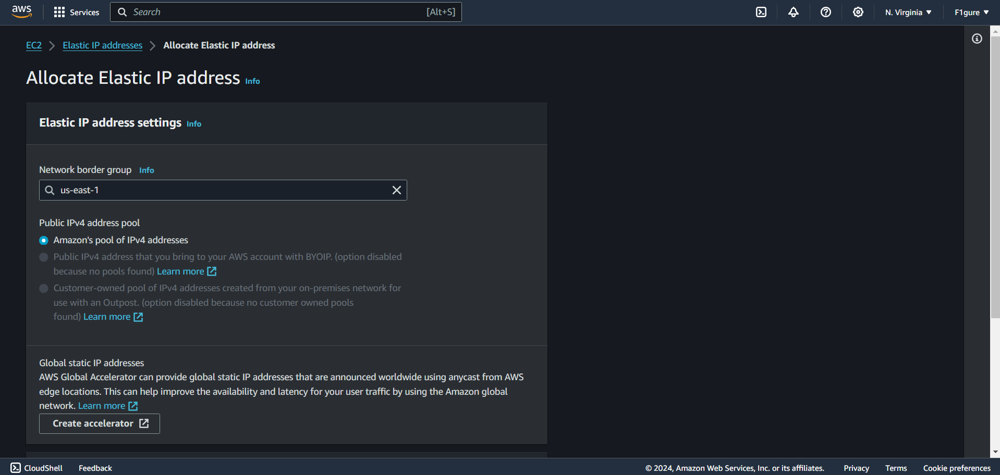 aws
Services
Search
[Alt+S]
N. Virginia
F1gure
EC2
Elastic IP addresses
Allocate Elastic IP address
Allocate Elastic IP address Info
Elastic IP address settings Info
Network border group Info
us-east-1
Public IPv4 address pool
Amazon's pool of IPv4 addresses
Public IPv4 address that you bring to your AWS account with BYOIP. (option disabled
because no pools found) Learn more
Customer-owned pool of IPv4 addresses created from your on-premises network for
use with an Outpost. (option disabled because no customer owned pools
found) Learn more
Global static IP addresses
AWS Global Accelerator can provide global static IP addresses that are announced worldwide using anycast from AWS
edge locations. This can help improve the availability and latency for your user traffic by using the Amazon global
network. Learn more
Create accelerator
CloudShell
Feedback
© 2024, Amazon Web Services, Inc. or its affiliates.
Privacy
Terms
Cookie preferences